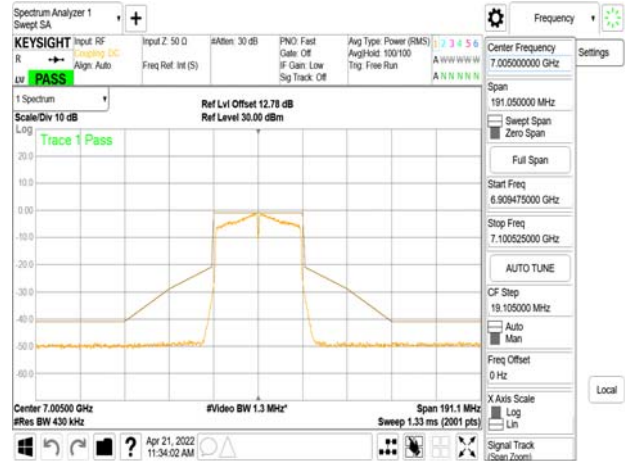 Spectrum Analyzer 1
Swept SA
+
Frequency
KEYSIGHT
Input: RF
Coupling: DC
Align: Auto
Input Z: 50 Ω
Freq Ref: Int (S)
#Atten: 30 dB
PNO: Fast
Gate: Off
IF Gain: Low
Sig Track: Off
Avg Type: Power (RMS)
Avg|Hold: 100/100
Trig: Free Run
1 2 3 4 5 6
A W W W W W
A N N N N N
R
LV PASS
1 Spectrum
Scale/Div 10 dB
Ref Lvl Offset 12.78 dB
Ref Level 30.00 dBm
Log
Trace 1 Pass
20.0
10.0
0.00
-10.0
-20.0
-30.0
-40.0
-50.0
-60.0
Center 7.00500 GHz
#Video BW 1.3 MHz*
Span 191.1 MHz
#Res BW 430 kHz
Sweep 1.33 ms (2001 pts)
?
Apr 21, 2022
11:34:02 AM
Center Frequency
7.005000000 GHz
Settings
Span
191.050000 MHz
Swept Span
Zero Span
Full Span
Start Freq
6.909475000 GHz
Stop Freq
7.100525000 GHz
AUTO TUNE
CF Step
19.105000 MHz
Auto
Man
Freq Offset
0 Hz
X Axis Scale
Log
Lin
Local
Signal Track
(Span Zoom)